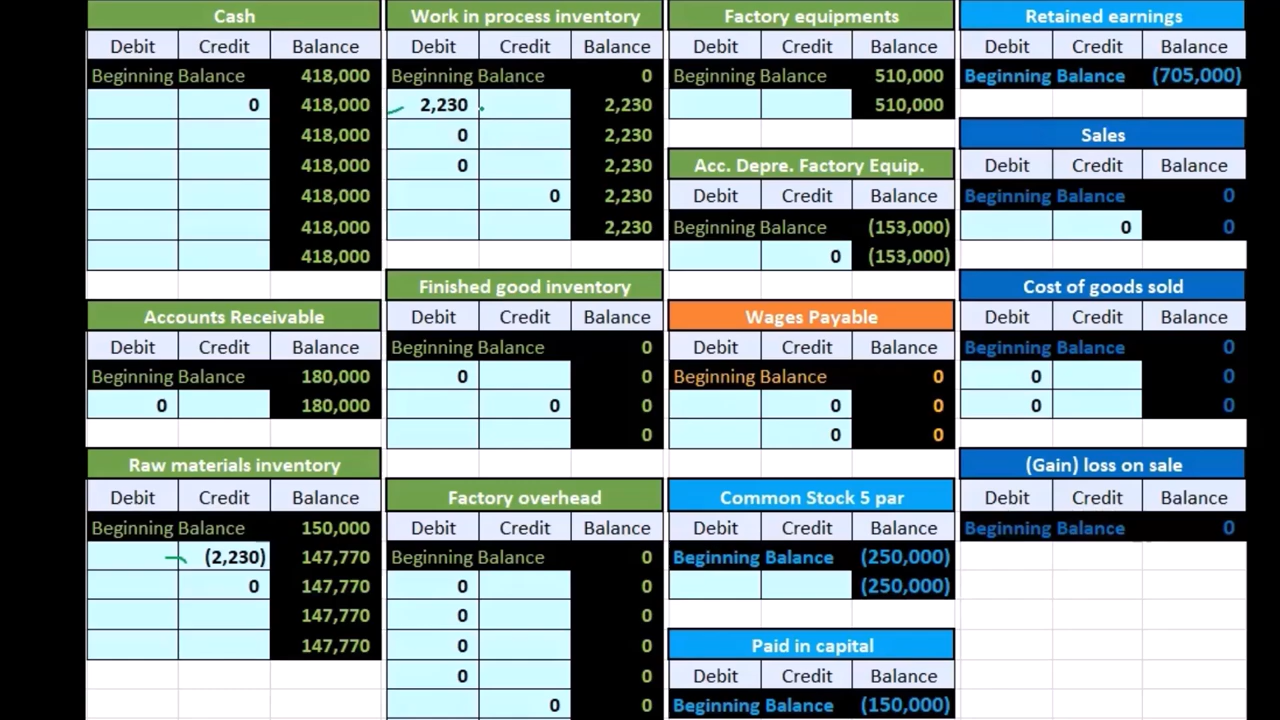 Cash
Debit Credit Balance
Beginning Balance 418,000
0 418,000
418,000
418,000
418,000
418,000
418,000
Accounts Receivable
Debit Credit Balance
Beginning Balance 180,000
0 180,000
Raw materials inventory
Debit Credit Balance
Beginning Balance 150,000
(2,230) 147,770
0 147,770
147,770
147,770
Work in process inventory
Debit Credit Balance
Beginning Balance 0
2,230 2,230
0 2,230
0 2,230
0 2,230
2,230
Finished good inventory
Debit Credit Balance
Beginning Balance 0
0 0
0 0
0
Factory overhead
Debit Credit Balance
Beginning Balance 0
0 0
0 0
0 0
0 0
0 0
Factory equipments
Debit Credit Balance
Beginning Balance 510,000
510,000
Acc. Depre. Factory Equip.
Debit Credit Balance
Beginning Balance (153,000)
0 (153,000)
Wages Payable
Debit Credit Balance
Beginning Balance 0
0 0
0 0
Common Stock 5 par
Debit Credit Balance
Beginning Balance (250,000)
(250,000)
Paid in capital
Debit Credit Balance
Beginning Balance (150,000)
Retained earnings
Debit Credit Balance
Beginning Balance (705,000)
Sales
Debit Credit Balance
Beginning Balance 0
0 0
Cost of goods sold
Debit Credit Balance
Beginning Balance 0
0 0
0 0
(Gain) loss on sale
Debit Credit Balance
Beginning Balance 0